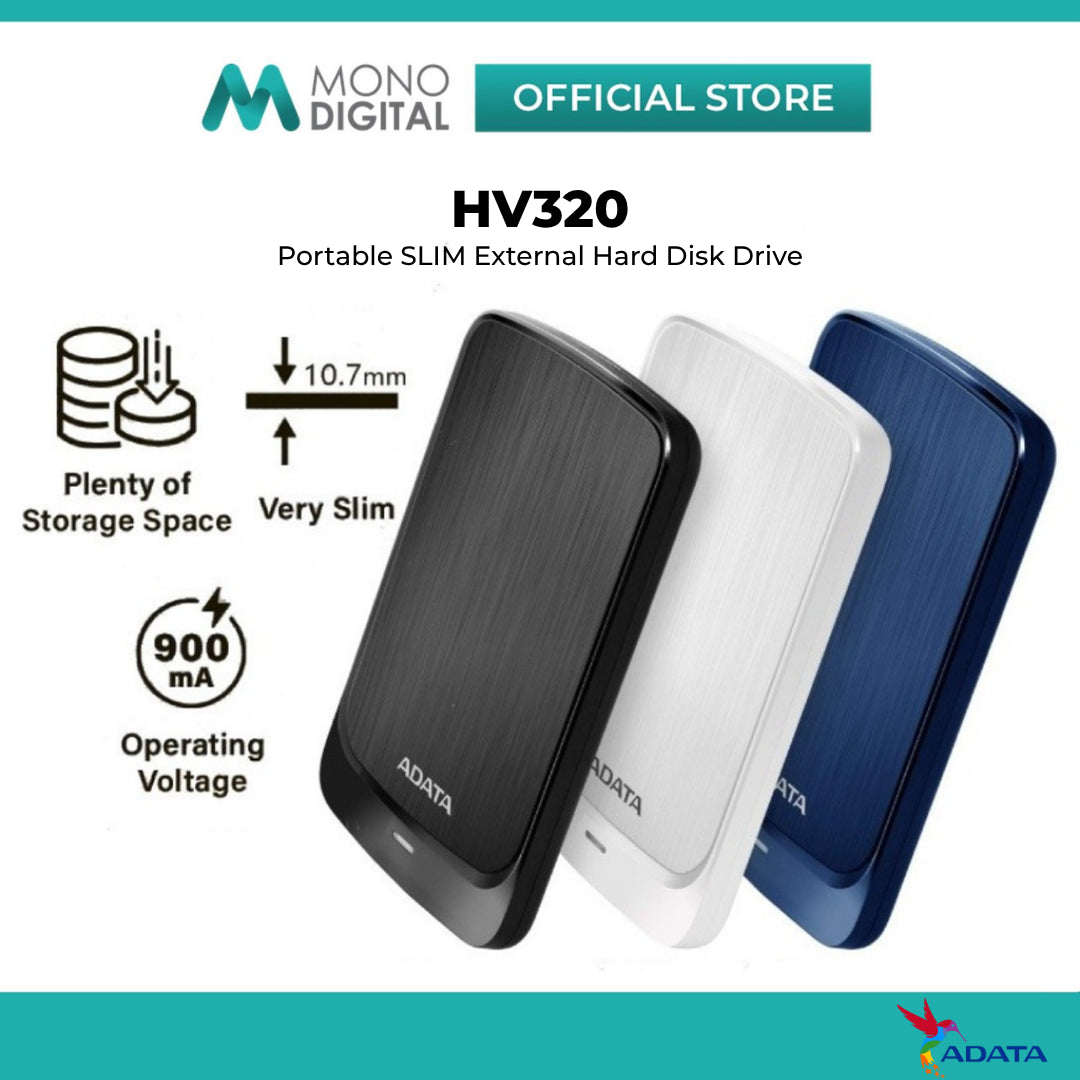 MONO
DIGITAL
OFFICIAL STORE
HV320
Portable SLIM External Hard Disk Drive
10.7mm
Plenty of
Storage Space
Very Slim
900
mA
Operating
Voltage
ADATA
ADATA
ATA
ADATA